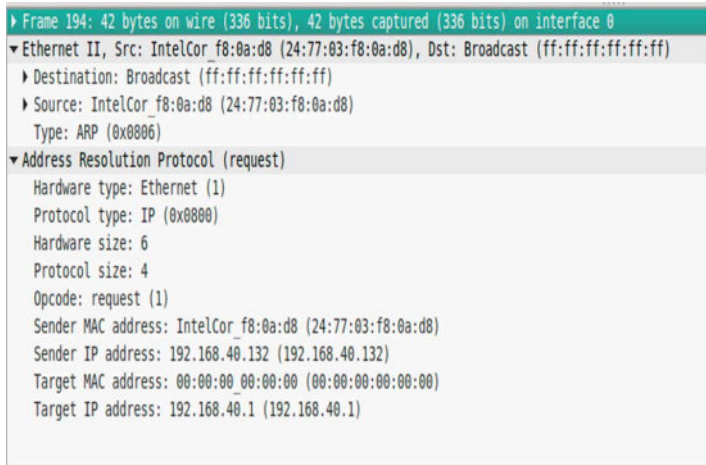 Frame 194: 42 bytes on wire (336 bits), 42 bytes captured (336 bits) on interface 0
Ethernet II, Src: IntelCor_f8:0a:d8 (24:77:03:f8:0a:d8), Dst: Broadcast (ff:ff:ff:ff:ff:ff)
Destination: Broadcast (ff:ff:ff:ff:ff:ff)
Source: IntelCor_f8:0a:d8 (24:77:03:f8:0a:d8)
Type: ARP (0x0806)
Address Resolution Protocol (request)
Hardware type: Ethernet (1)
Protocol type: IP (0x0800)
Hardware size: 6
Protocol size: 4
Opcode: request (1)
Sender MAC address: IntelCor_f8:0a:d8 (24:77:03:f8:0a:d8)
Sender IP address: 192.168.40.132 (192.168.40.132)
Target MAC address: 00:00:00_00:00:00 (00:00:00:00:00:00)
Target IP address: 192.168.40.1 (192.168.40.1)